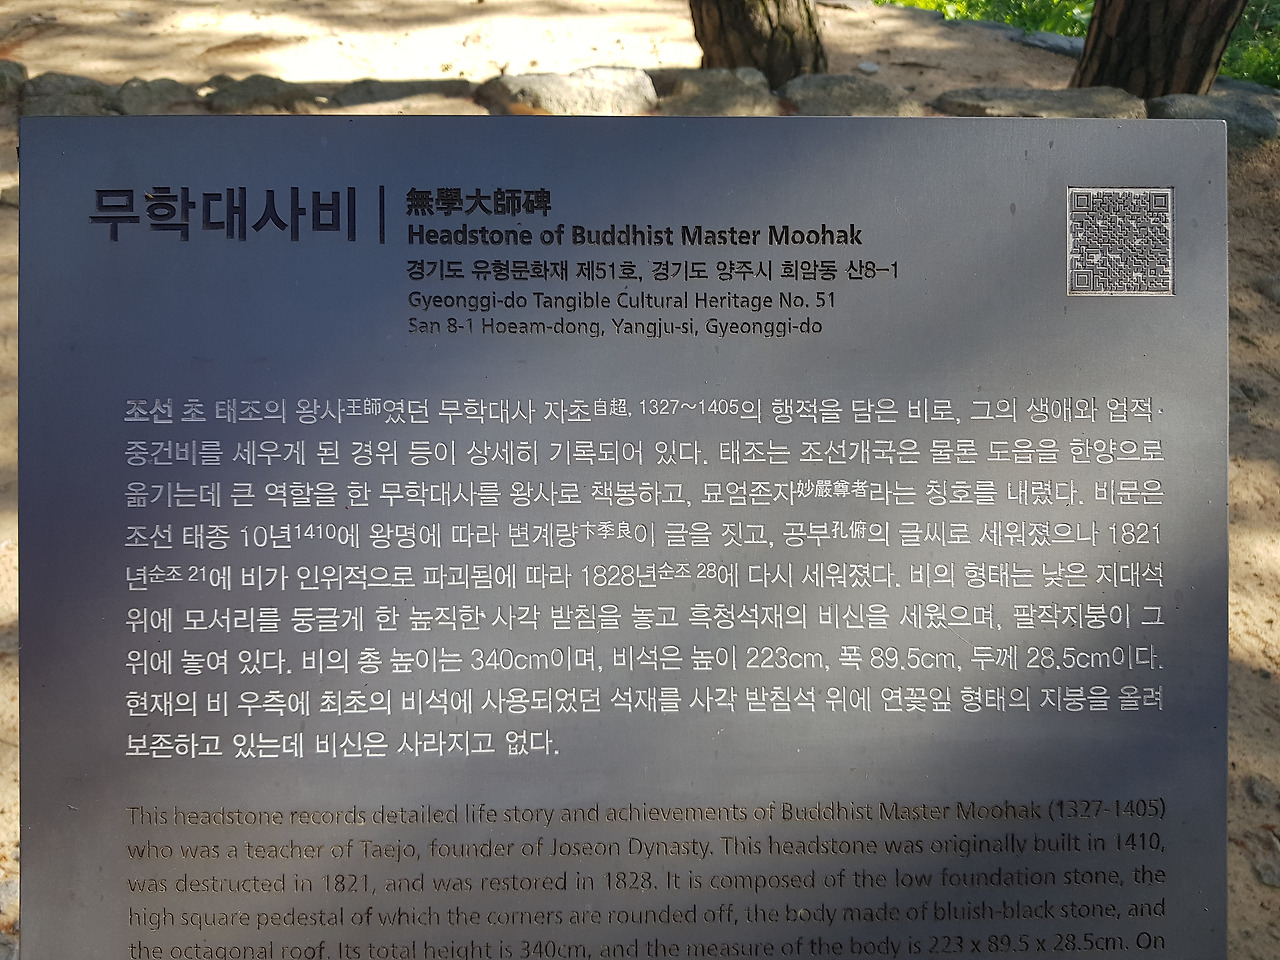 무학대사비
無學大師碑
Headstone of Buddhist Master Moohak
경기도 유형문화재 제51호, 경기도 양주시 회암동 산8-1
Gyeonggi-do Tangible Cultural Heritage No. 51
San 8-1 Hoeam-dong, Yangju-si, Gyeonggi-do
조선 초 태조의 왕사王師였던 무학대사 자초自超, 1327~1405의 행적을 담은 비로, 그의 생애와 업적·
중건비를 세우게 된 경위 등이 상세히 기록되어 있다. 태조는 조선개국은 물론 도읍을 한양으로
옮기는데 큰 역할을 한 무학대사를 왕사로 책봉하고, 묘엄존자妙嚴尊者라는 칭호를 내렸다. 비문은
조선 태종 10년1410에 왕명에 따라 변계량卞季良이 글을 짓고, 공부孔俯의 글씨로 세워졌으나 1821
년순조 21에 비가 인위적으로 파괴됨에 따라 1828년순조 28에 다시 세워졌다. 비의 형태는 낮은 지대석
위에 모서리를 둥글게 한 높직한 사각 받침을 놓고 흑청석재의 비신을 세웠으며, 팔작지붕이 그
위에 놓여 있다. 비의 총 높이는 340cm이며, 비석은 높이 223cm, 폭 89.5cm, 두께 28.5cm이다.
현재의 비 우측에 최초의 비석에 사용되었던 석재를 사각 받침석 위에 연꽃잎 형태의 지붕을 올려
보존하고 있는데 비신은 사라지고 없다.
This headstone records detailed life story and achievements of Buddhist Master Moohak (1327-1405)
who was a teacher of Taejo, founder of Joseon Dynasty. This headstone was originally built in 1410,
was destructed in 1821, and was restored in 1828. It is composed of the low foundation stone, the
high square pedestal of which the corners are rounded off, the body made of bluish-black stone, and
the octagonal roof. Its total height is 340cm, and the measure of the body is 223 x 89.5 x 28.5cm. On